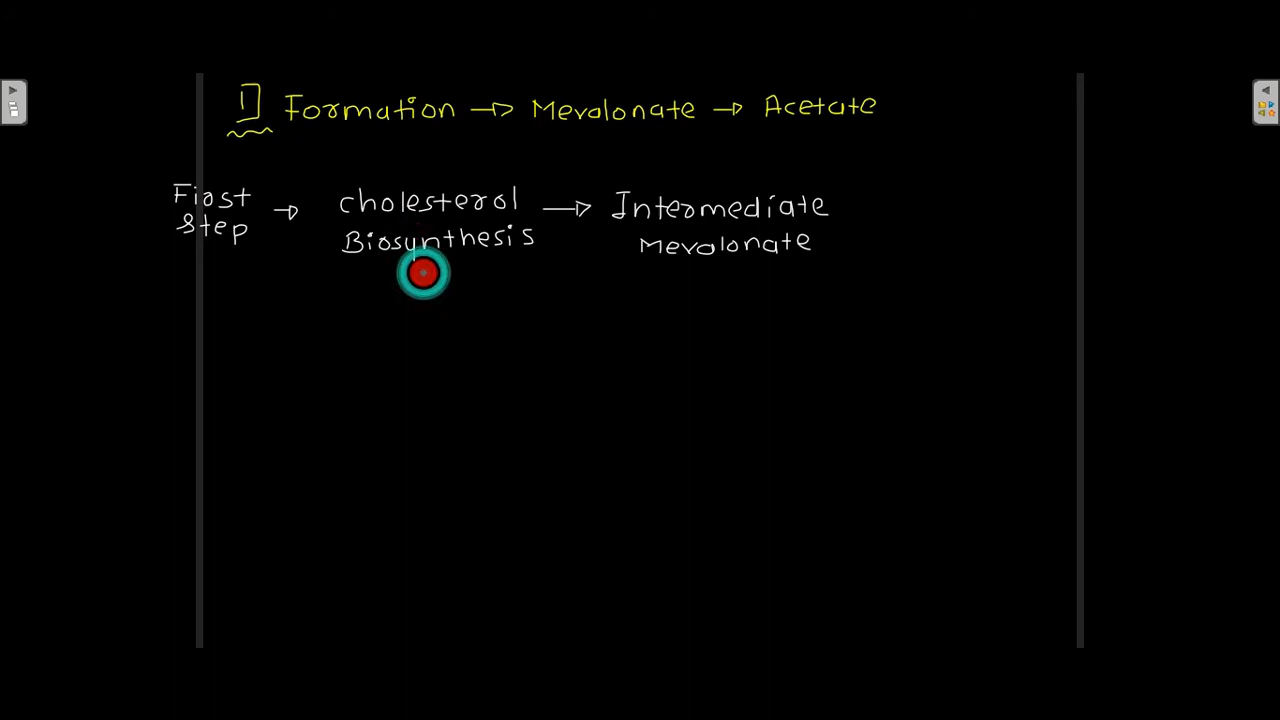 1] Formation → Mevalonate → Acetate
First Step → cholesterol Biosynthesis → Intermediate Mevalonate